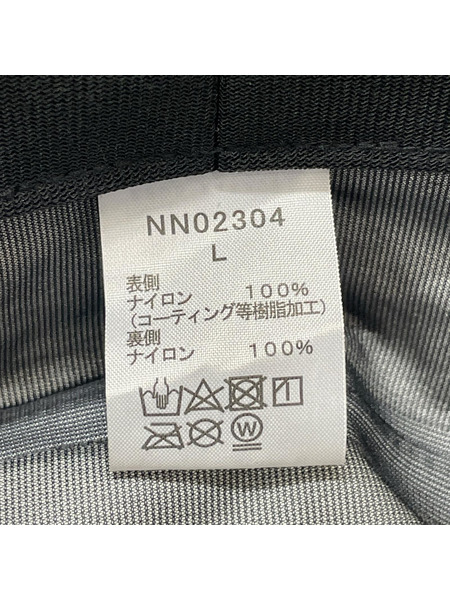 NN02304
L
表側
ナイロン 100%
(コーティング等樹脂加工)
裏側
ナイロン 100%
W